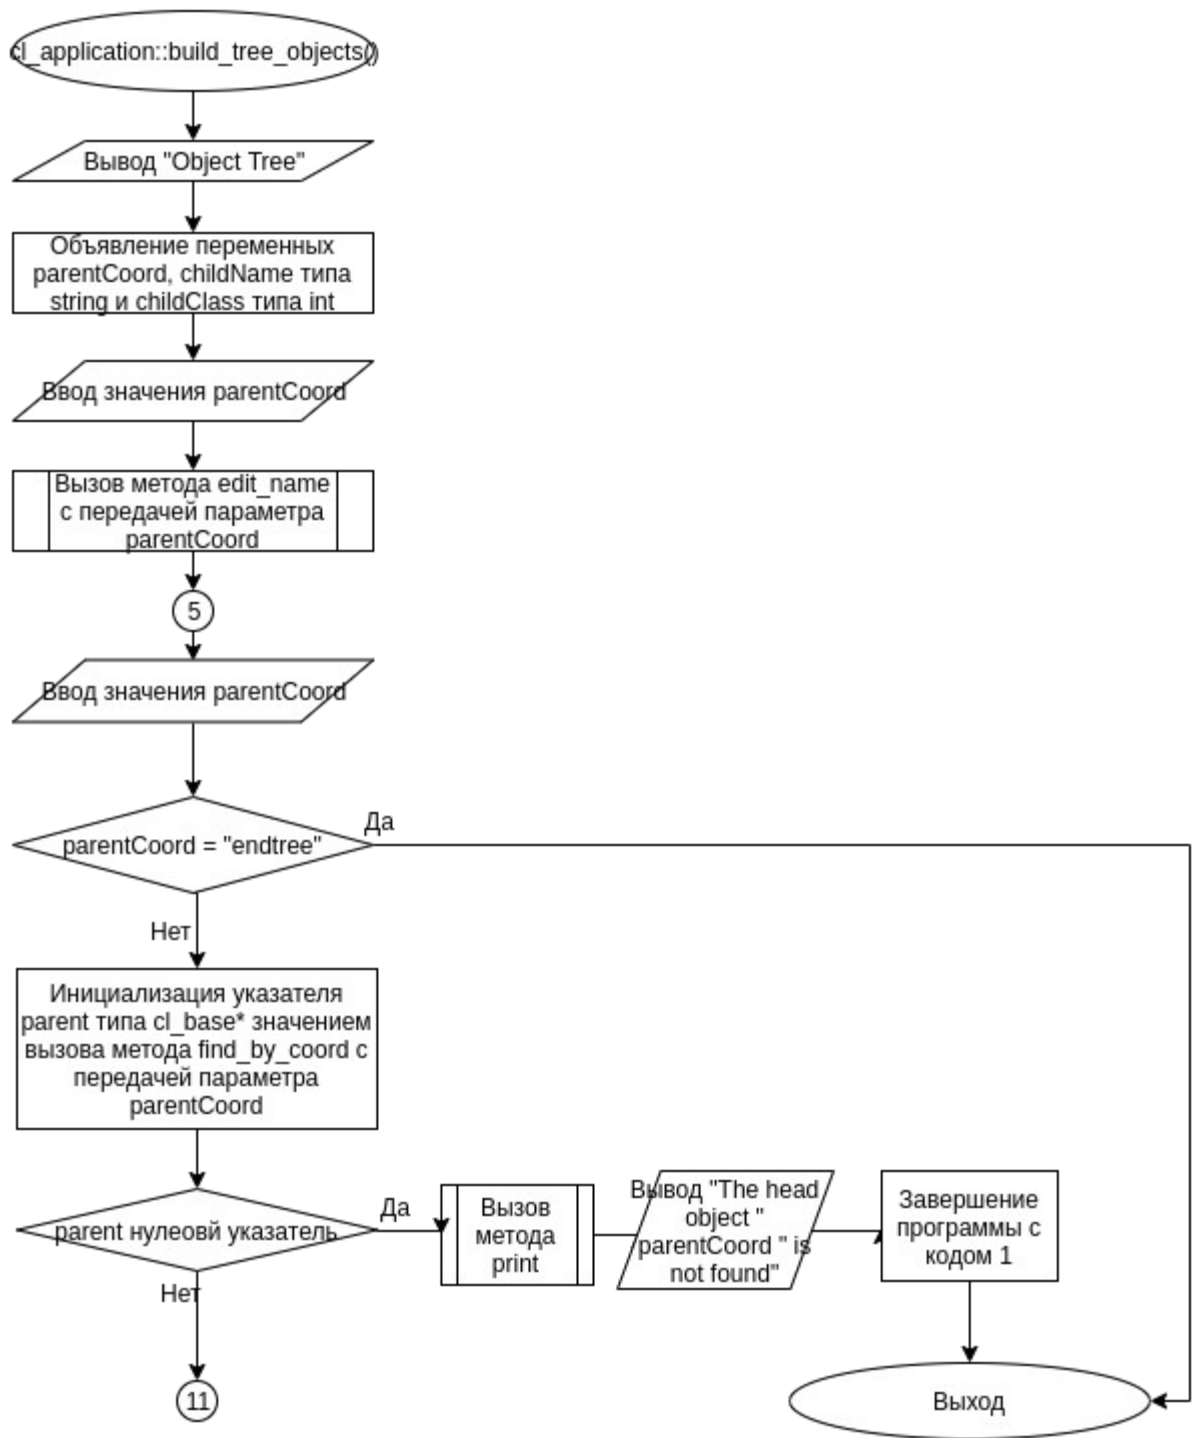 cl_application::build_tree_objects()
Вывод "Object Tree"
Объявление переменных
parentCoord, childName типа
string и childClass типа int
Ввод значения parentCoord
Вызов метода edit_name
с передачей параметра
parentCoord
5
Ввод значения parentCoord
Да
parentCoord = "endtree"
Нет
Инициализация указателя
parent типа cl_base* значением
вызова метода find_by_coord с
передачей параметра
parentCoord
parent нулеовй указатель
Да
Вызов
метода
print
Вывод "The head
object "
parentCoord " is
not found"
Завершение
программы с
кодом 1
Нет
11
Выход